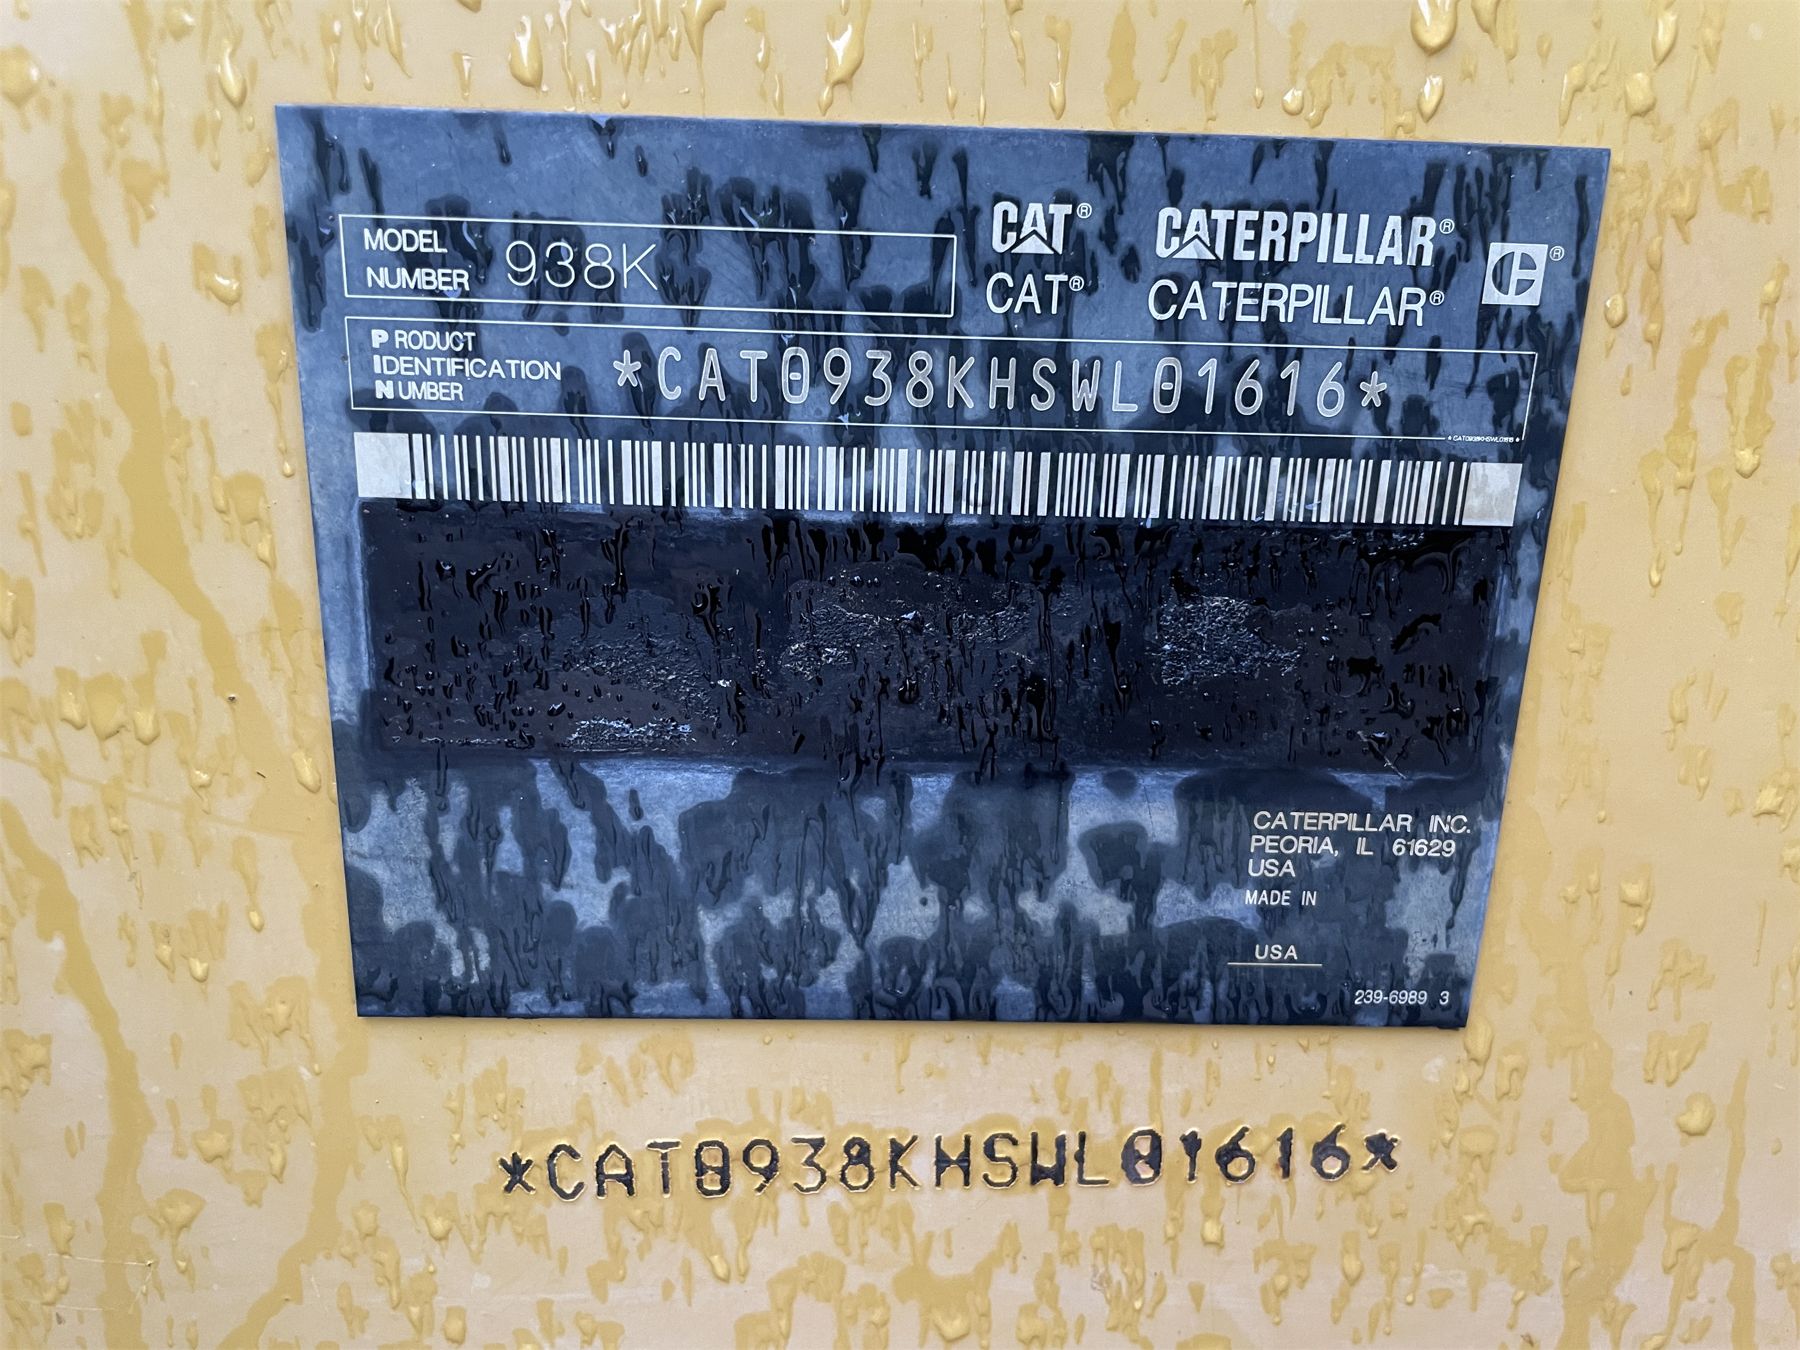 MODEL
NUMBER 938K
CAT® CATERPILLAR® ®
CAT® CATERPILLAR®
PRODUCT
IDENTIFICATION
NUMBER
*CAT0938KHSWL01616*
*CAT0938KHSWL01616*
CATERPILLAR INC.
PEORIA, IL 61629
USA
MADE IN
USA
239-6989 3
*CAT0938KHSWL01616*